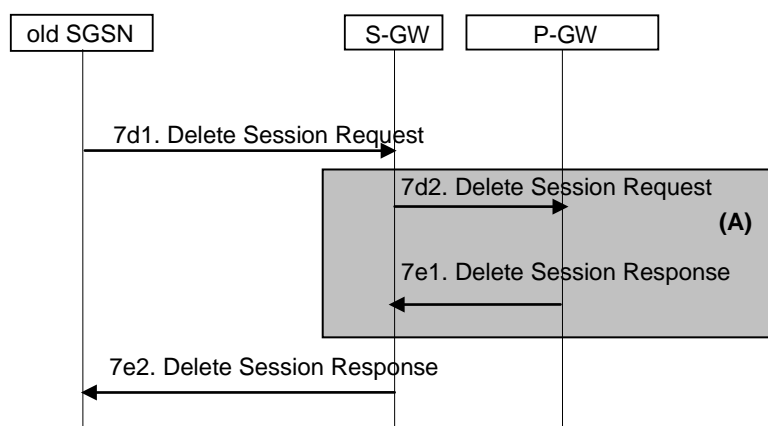 old SGSN
S-GW
P-GW
7d1. Delete Session Request
7d2. Delete Session Request
(A)
7e1. Delete Session Response
7e2. Delete Session Response